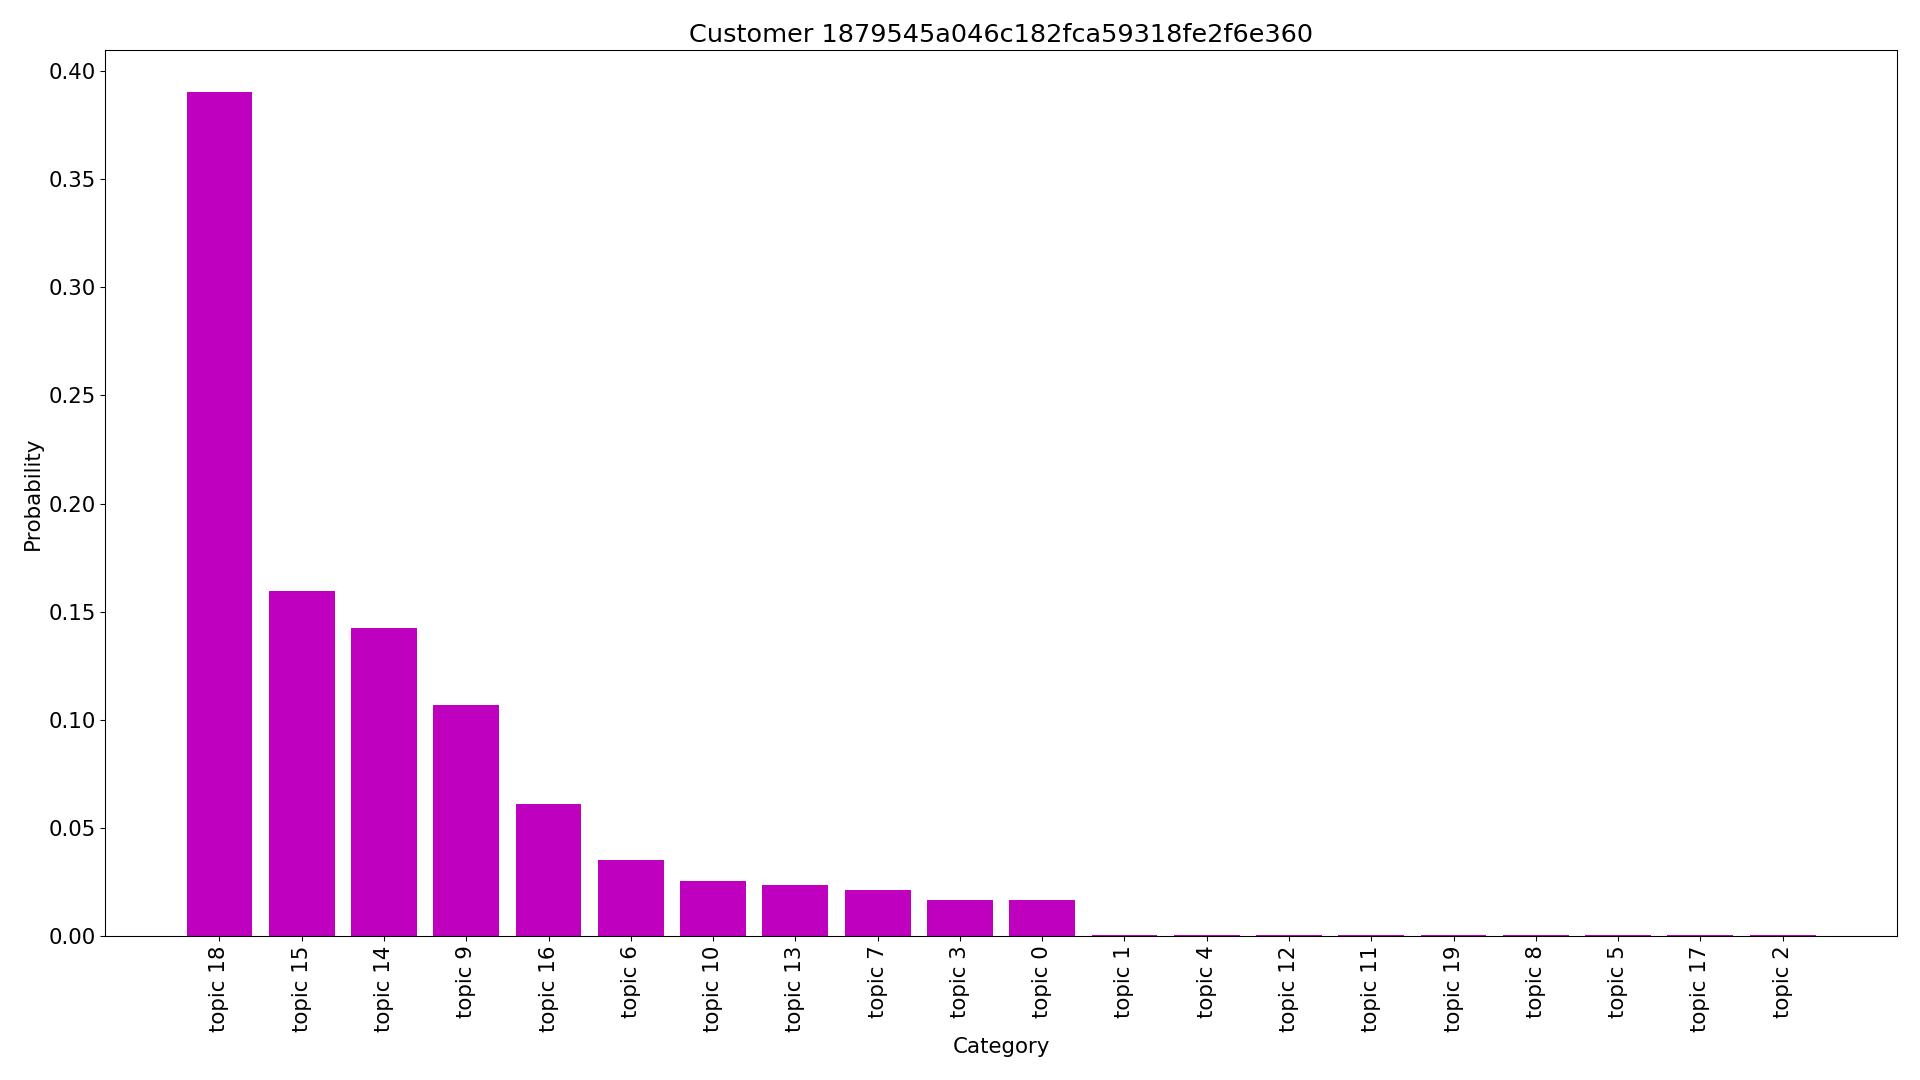 Customer 1879545a046c182fca59318fe2f6e360
0.40
0.35
0.30
0.25
0.20
0.15
0.10
0.05
0.00
Probability
topic 18
topic 15
topic 14
topic 9
topic 16
topic 6
topic 10
topic 13
topic 7
topic 3
topic 0
topic 1
topic 4
topic 12
topic 11
topic 19
topic 8
topic 5
topic 17
topic 2
Category